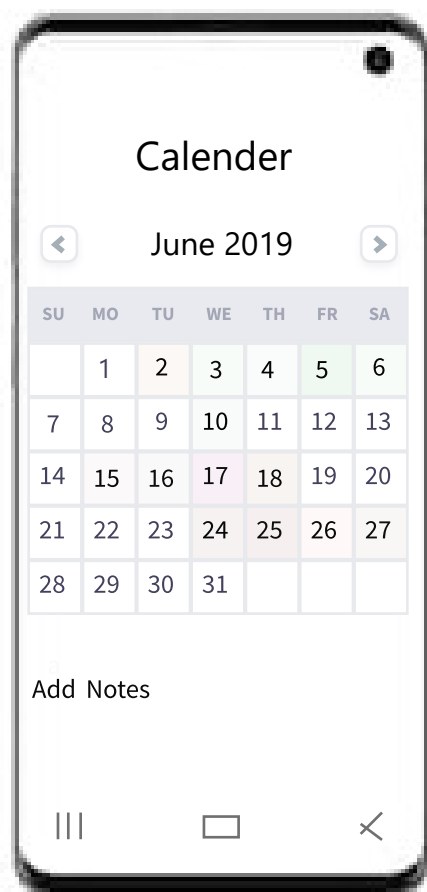 Calender
June 2019
SU MO TU WE TH FR SA
1 2 3 4 5 6
7 8 9 10 11 12 13
14 15 16 17 18 19 20
21 22 23 24 25 26 27
28 29 30 31
Add Notes